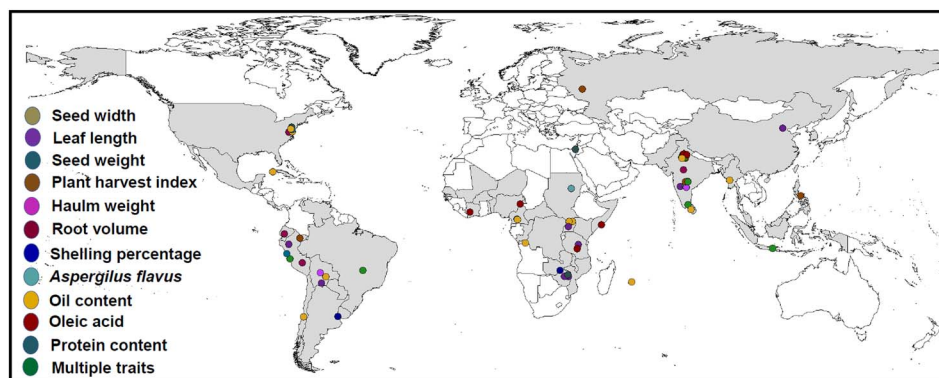 Seed width
Leaf length
Seed weight
Plant harvest index
Haulm weight
Root volume
Shelling percentage
Aspergilus flavus
Oil content
Oleic acid
Protein content
Multiple traits